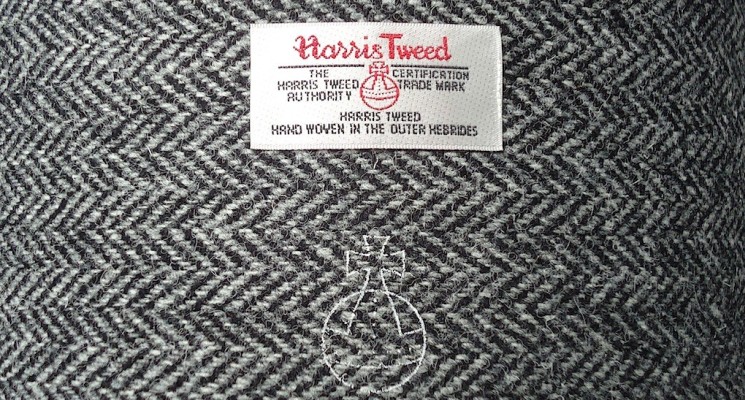 Harris Tweed
THE CERTIFICATION
HARRIS TWEED TRADE MARK
AUTHORITY
HARRIS TWEED
HAND WOVEN IN THE OUTER HEBRIDES